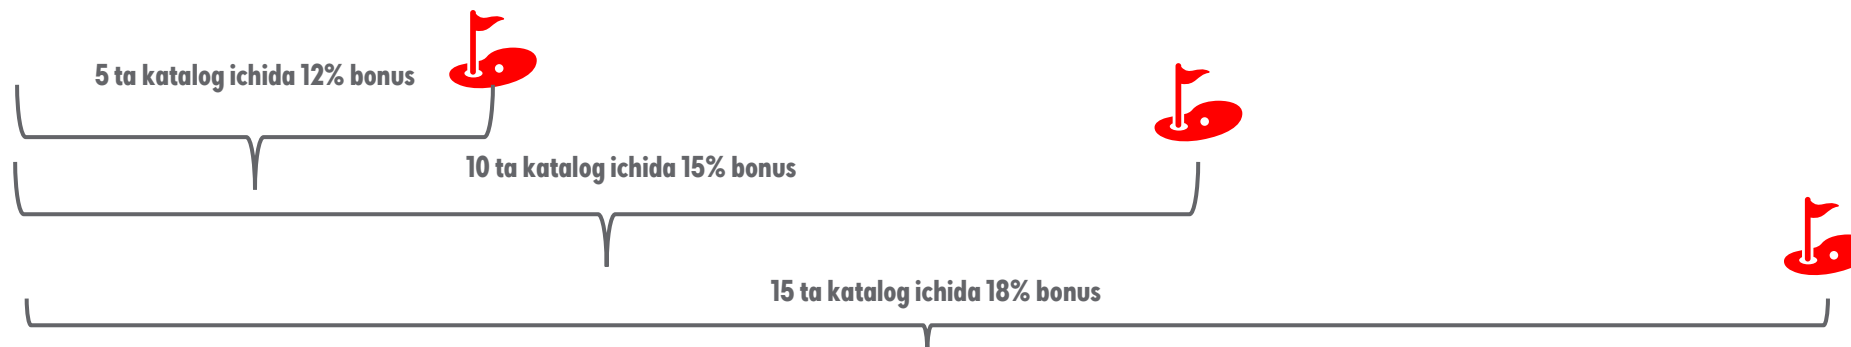 5 ta katalog ichida 12% bonus
10 ta katalog ichida 15% bonus
15 ta katalog ichida 18% bonus